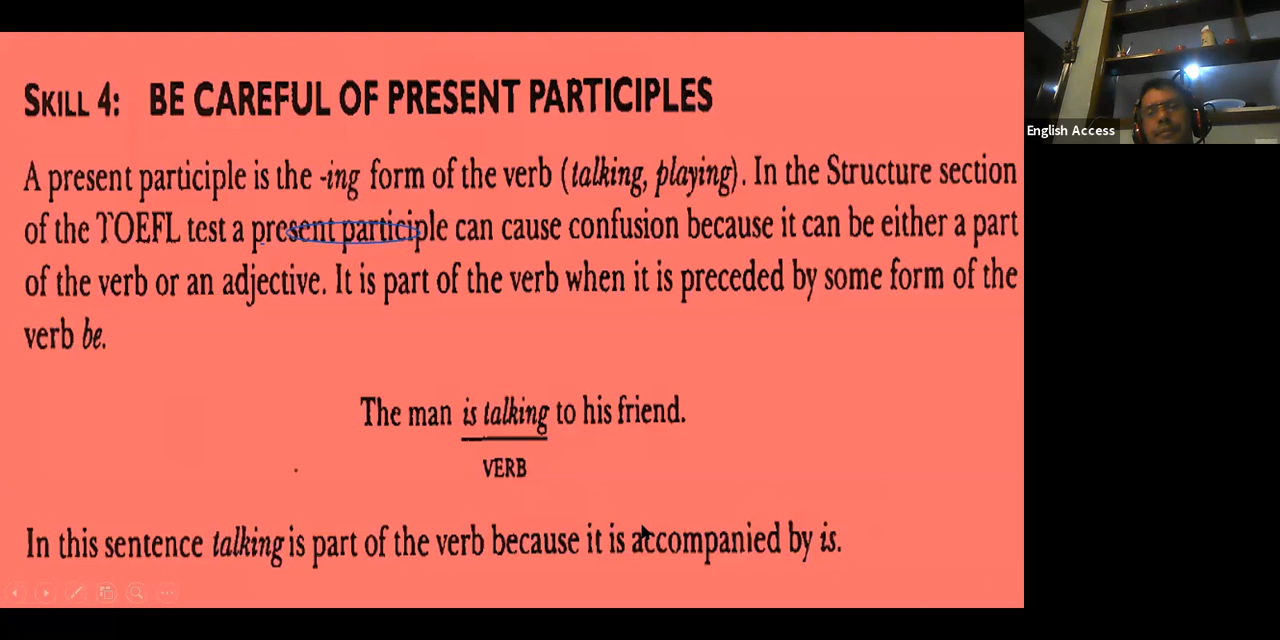 SKILL 4: BE CAREFUL OF PRESENT PARTICIPLES
A present participle is the -ing form of the verb (talking, playing). In the Structure section
of the TOEFL test a present participle can cause confusion because it can be either a part
of the verb or an adjective. It is part of the verb when it is preceded by some form of the
verb be.
The man is talking to his friend.
VERB
In this sentence talking is part of the verb because it is accompanied by is.
English Access